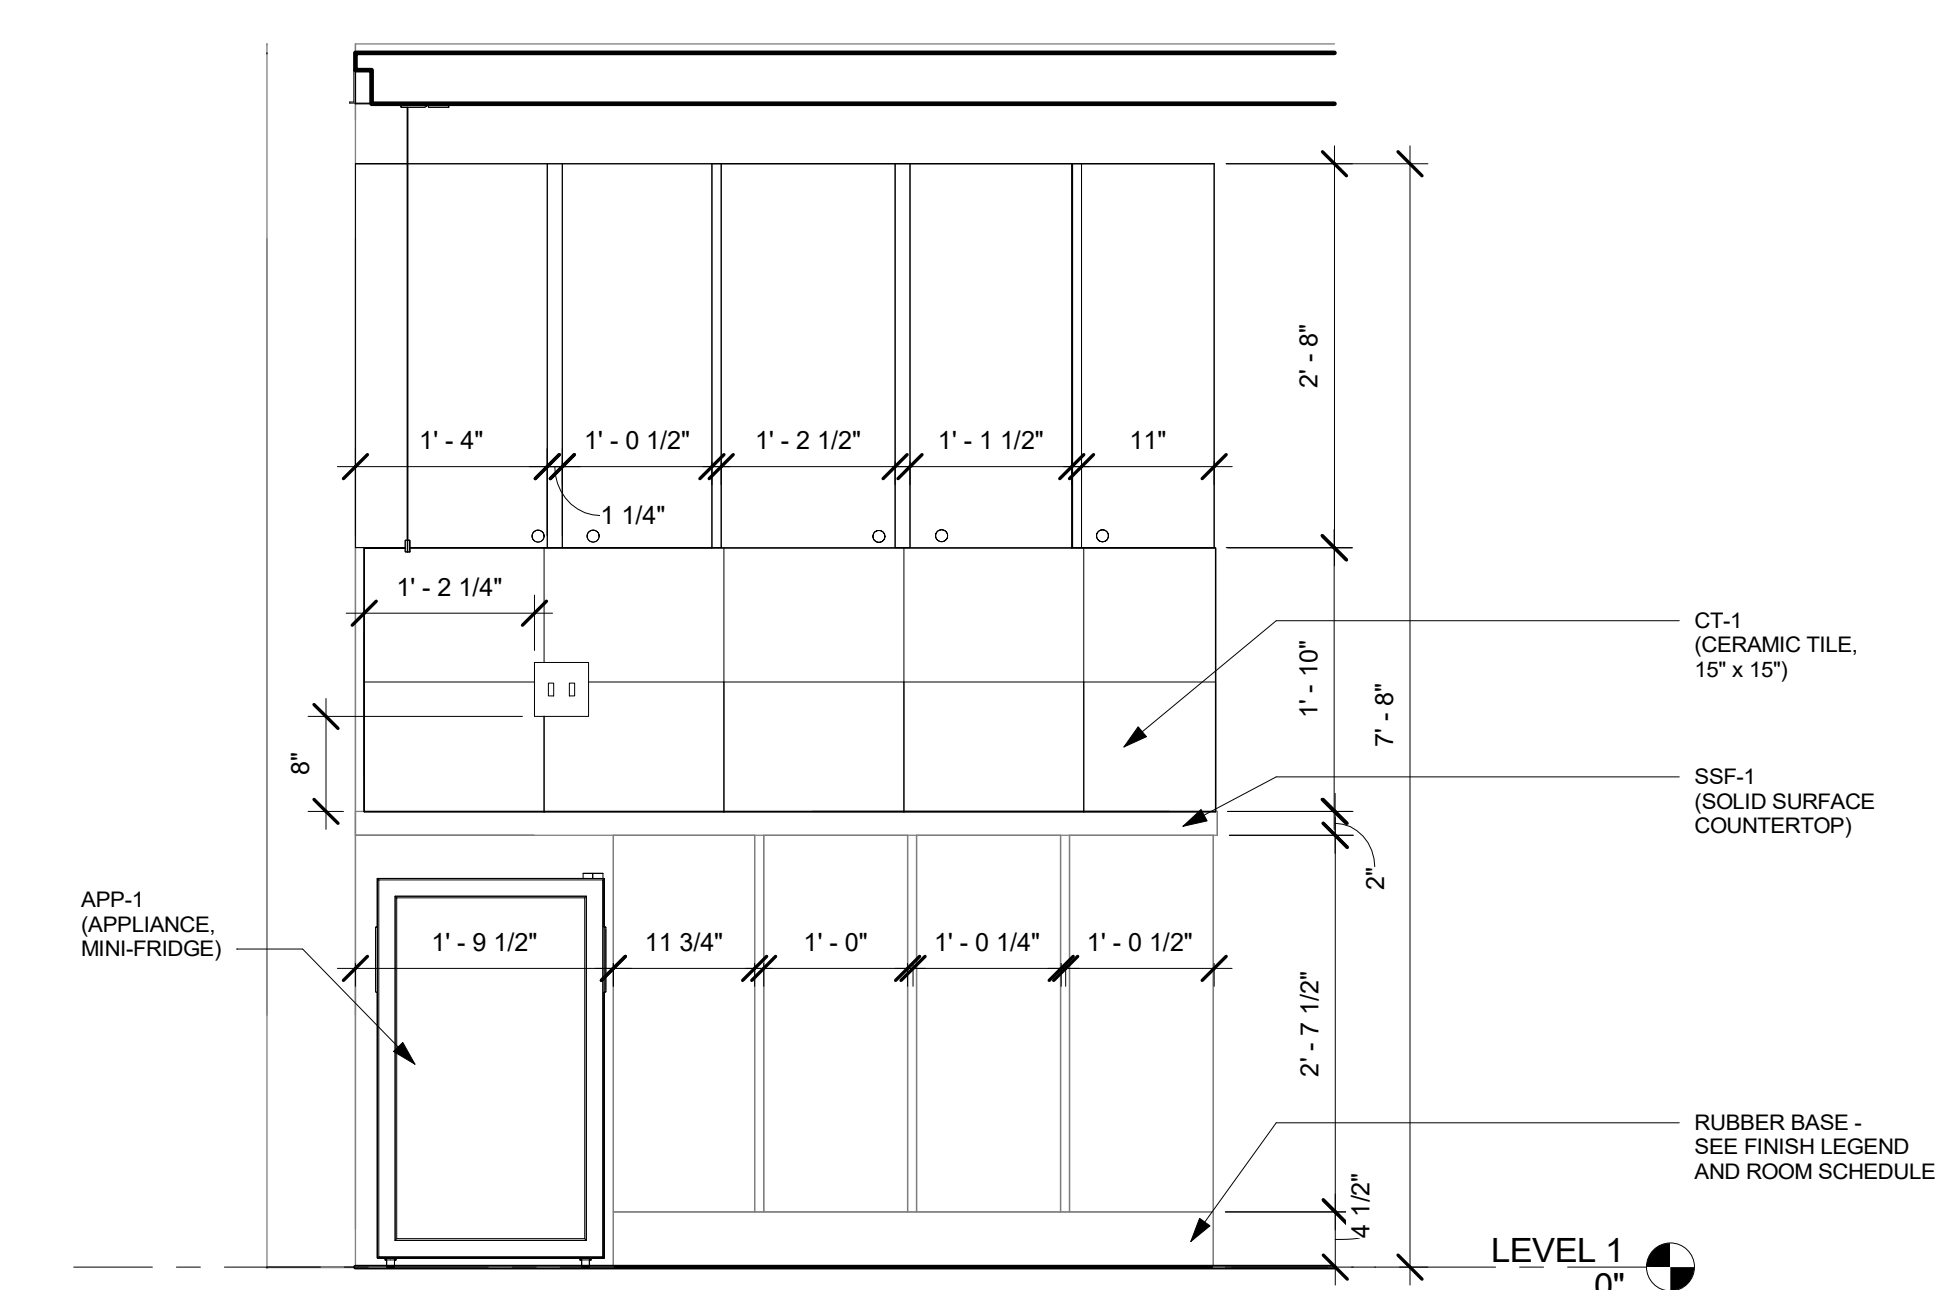 2' - 8"
1' - 4"
1' - 0 1/2"
1' - 2 1/2"
1' - 1 1/2"
11"
1 1/4"
1' - 2 1/4"
CT-1
(CERAMIC TILE,
15" x 15")
1' - 10"
7' - 8"
8"
SSF-1
(SOLID SURFACE
COUNTERTOP)
2"
APP-1
(APPLIANCE,
MINI-FRIDGE)
1' - 9 1/2"
11 3/4"
1' - 0"
1' - 0 1/4"
1' - 0 1/2"
2' - 7 1/2"
RUBBER BASE -
SEE FINISH LEGEND
AND ROOM SCHEDULE
4 1/2"
LEVEL 1
0"